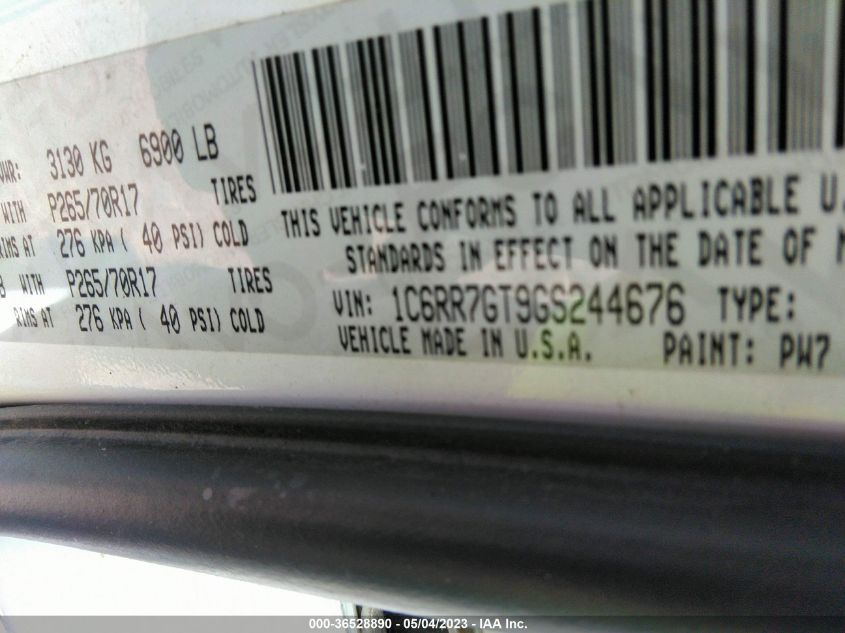 3130 KG 6900 LB
WITH P265/70R17 TIRES
RIMS AT 276 KPA ( 40 PSI) COLD
WITH P265/70R17 TIRES
RIMS AT 276 KPA ( 40 PSI) COLD
THIS VEHICLE CONFORMS TO ALL APPLICABLE U.
STANDARDS IN EFFECT ON THE DATE OF
VIN: 1C6RR7GT9GS244676 TYPE:
VEHICLE MADE IN U.S.A. PAINT: PW7
000-36528890 - 05/04/2023 - IAA Inc.